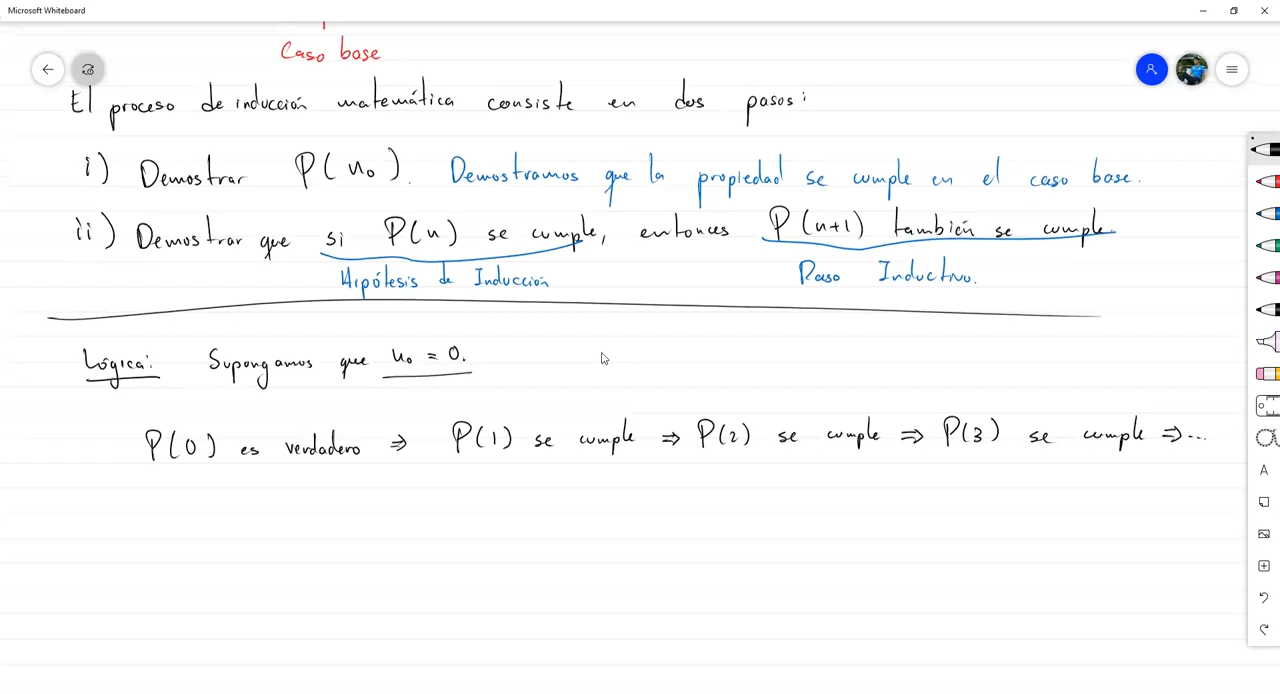 Microsoft Whiteboard
Caso base
El proceso de inducción matemática consiste en dos pasos:
i) Demostrar P(n₀). Demostramos que la propiedad se cumple en el caso base.
ii) Demostrar que si P(n) se cumple, entonces P(n+1) también se cumple.
Hipótesis de Inducción Paso Inductivo.
Lógica: Supongamos que n₀ = 0.
P(0) es verdadero ⇒ P(1) se cumple ⇒ P(2) se cumple ⇒ P(3) se cumple ⇒...
A